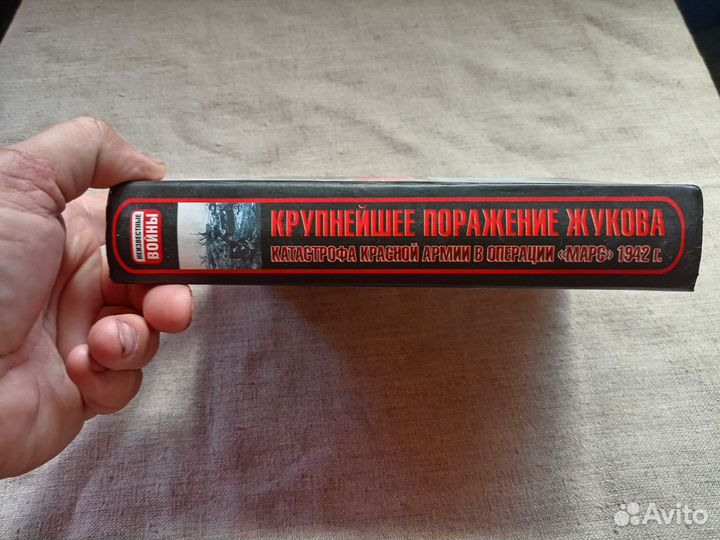 НЕИЗВЕСТНЫЕ
ВОЙНЫ
КРУПНЕЙШЕЕ ПОРАЖЕНИЕ ЖУКОВА
КАТАСТРОФА КРАСНОЙ АРМИИ В ОПЕРАЦИИ «МАРС» 1942 г.
Avito